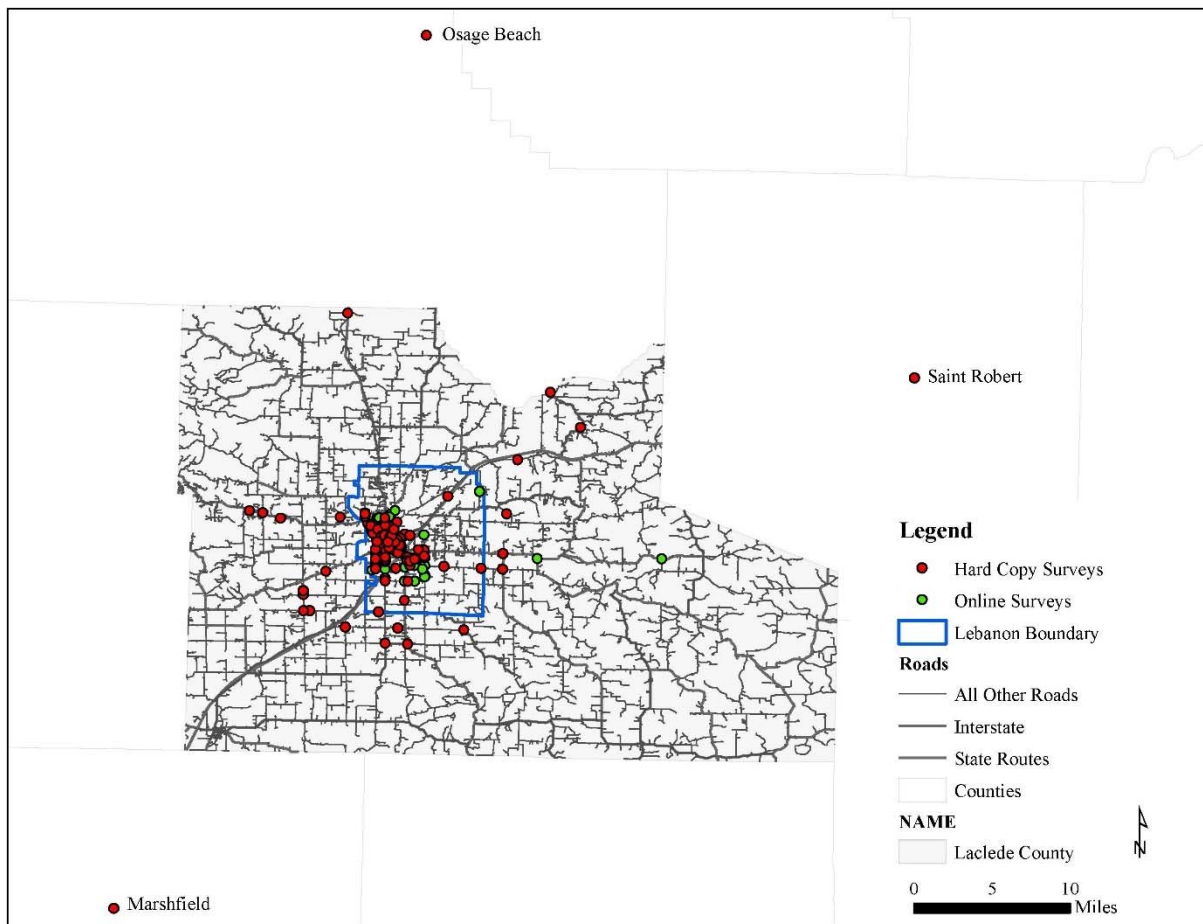 Osage Beach
Saint Robert
Legend
Hard Copy Surveys
Online Surveys
Lebanon Boundary
Roads
All Other Roads
Interstate
State Routes
Counties
NAME
Laclede County
N
0 5 10
Miles
Marshfield